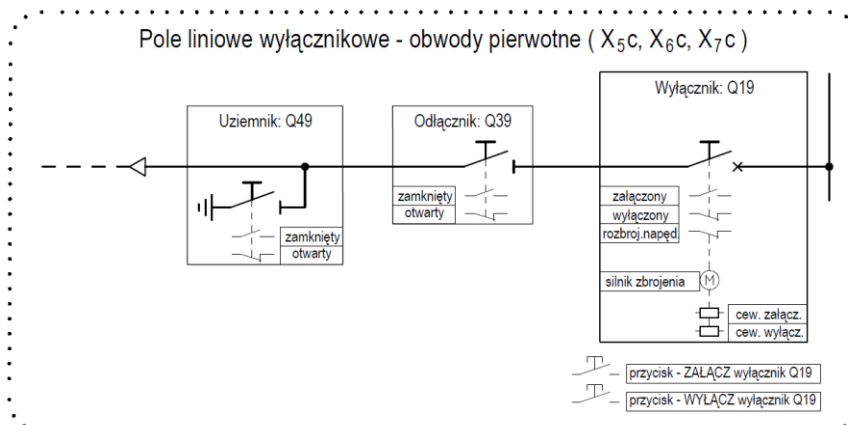 Pole liniowe wyłącznikowe - obwody pierwotne ( X5c, X6c, X7c )
Uziemnik: Q49
zamknięty
otwarty
Odłącznik: Q39
zamknięty
otwarty
Wyłącznik: Q19
załączony
wyłączony
rozbroj.napęd.
silnik zbrojenia
M
cew. załącz.
cew. wyłącz.
przycisk - ZAŁĄCZ wyłącznik Q19
przycisk - WYŁĄCZ wyłącznik Q19